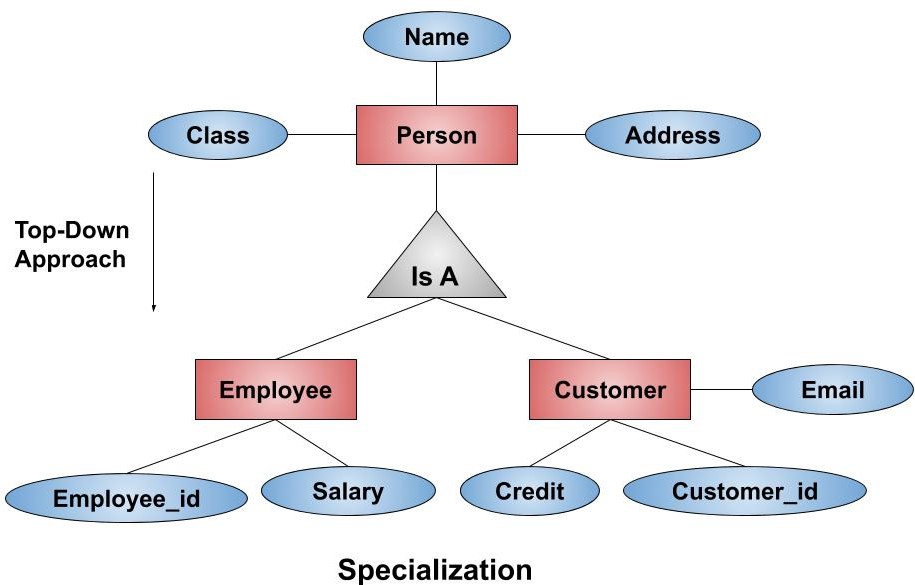 Name
Class
Person
Address
Top-Down
Approach
Is A
Employee
Customer
Email
Employee_id
Salary
Credit
Customer_id
Specialization